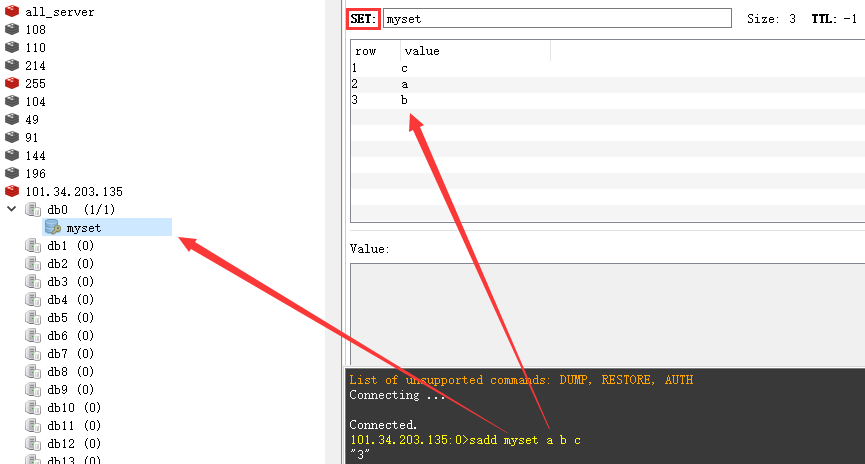 all_server
108
110
214
255
104
49
91
144
196
101.34.203.135
db0 (1/1)
myset
db1 (0)
db2 (0)
db3 (0)
db4 (0)
db5 (0)
db6 (0)
db7 (0)
db8 (0)
db9 (0)
db10 (0)
db11 (0)
db12 (0)
db13 (0)
SET: myset Size: 3 TTL: -1
row value
1 c
2 a
3 b
Value:
List of unsupported commands: DUMP, RESTORE, AUTH
Connecting ...
Connected.
101.34.203.135:0>sadd myset a b c
"3"